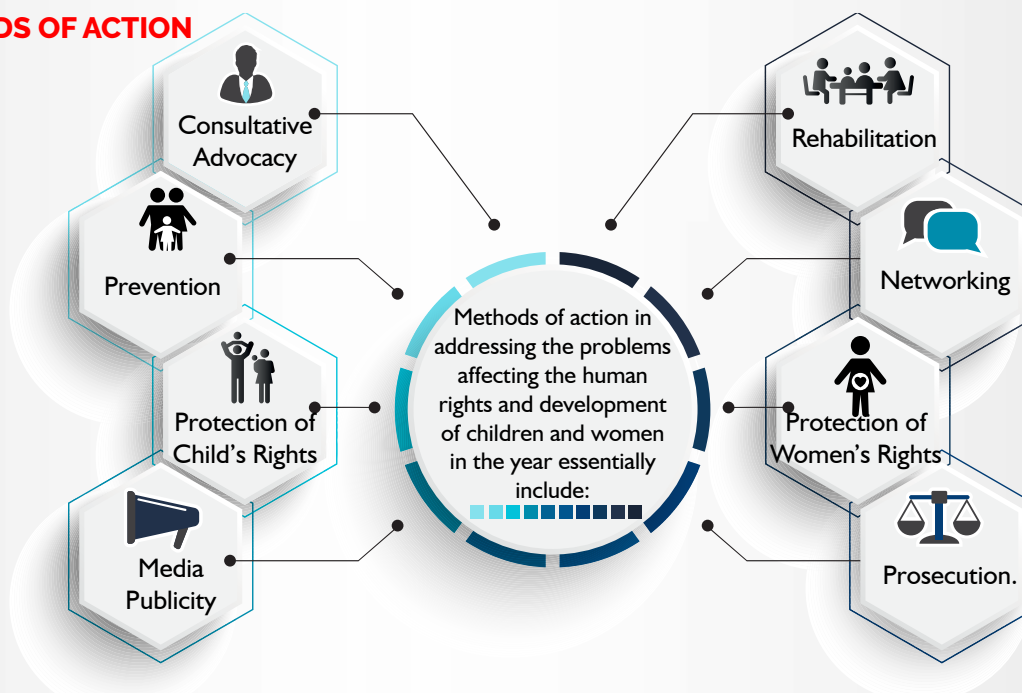 DS OF ACTION
Consultative
Advocacy
Prevention
Protection of
Child's Rights
Media
Publicity
Methods of action in
addressing the problems
affecting the human
rights and development
of children and women
in the year essentially
include:
Rehabilitation
Networking
Protection of
Women's Rights
Prosecution.